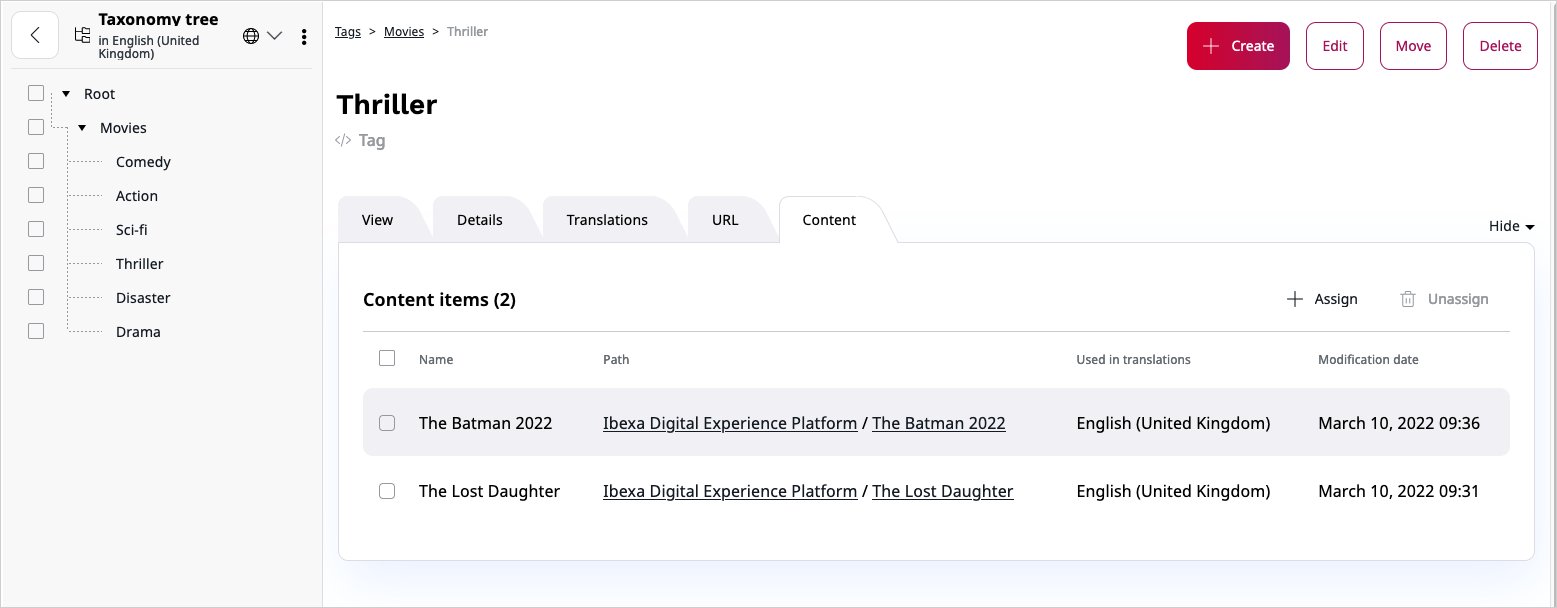 Taxonomy tree
in English (United
Kingdom)
Root
Movies
Comedy
Action
Sci-fi
Thriller
Disaster
Drama
Tags > Movies > Thriller
Create Edit Move Delete
Thriller
</> Tag
View Details Translations URL Content
Hide
Content items (2) Assign Unassign
Name Path Used in translations Modification date
The Batman 2022 Ibexa Digital Experience Platform / The Batman 2022 English (United Kingdom) March 10, 2022 09:36
The Lost Daughter Ibexa Digital Experience Platform / The Lost Daughter English (United Kingdom) March 10, 2022 09:31